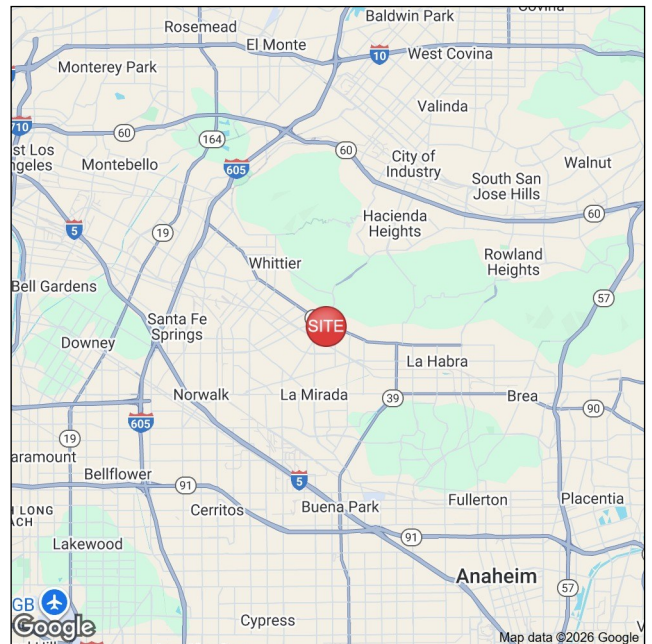 Baldwin Park
Covina
Rosemead
El Monte
10
West Covina
Monterey Park
Valinda
710
60
164
60
City of
Industry
Walnut
st Los
ngeles
Montebello
605
South San
Jose Hills
60
Hacienda
Heights
5
19
Whittier
Rowland
Heights
Bell Gardens
57
SITE
Santa Fe
Springs
Downey
La Habra
Norwalk
La Mirada
39
Brea
90
605
19
aramount
Bellflower
5
91
Fullerton
Placentia
Cerritos
Buena Park
LONG
ACH
91
Lakewood
Anaheim
57
GB
Google
Cypress
Map data ©2026 Google